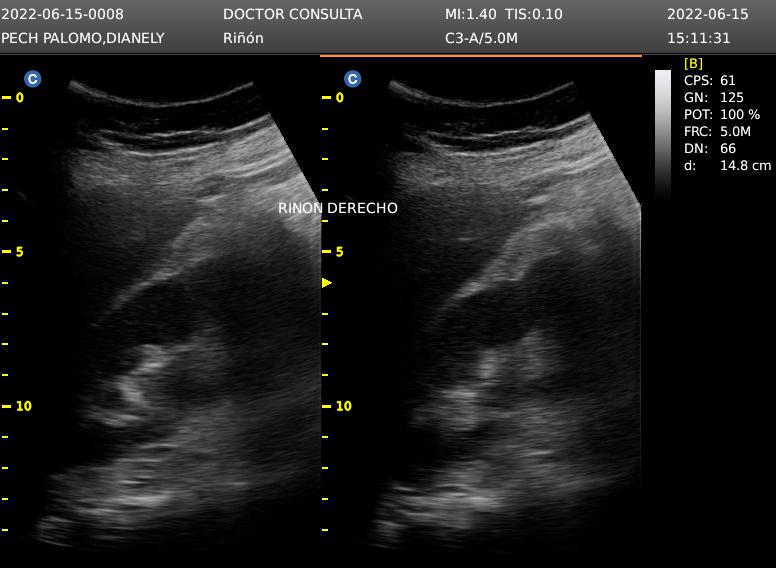 2022-06-15-0008 DOCTOR CONSULTA MI:1.40 TIS:0.10 2022-06-15
PECH PALOMO,DIANELY Riñón C3-A/5.0M 15:11:31
[B]
C C
CPS: 61
0 0
GN: 125
POT: 100 %
FRC: 5.0M
DN: 66
d: 14.8 cm
RINON DERECHO
5 5
10 10